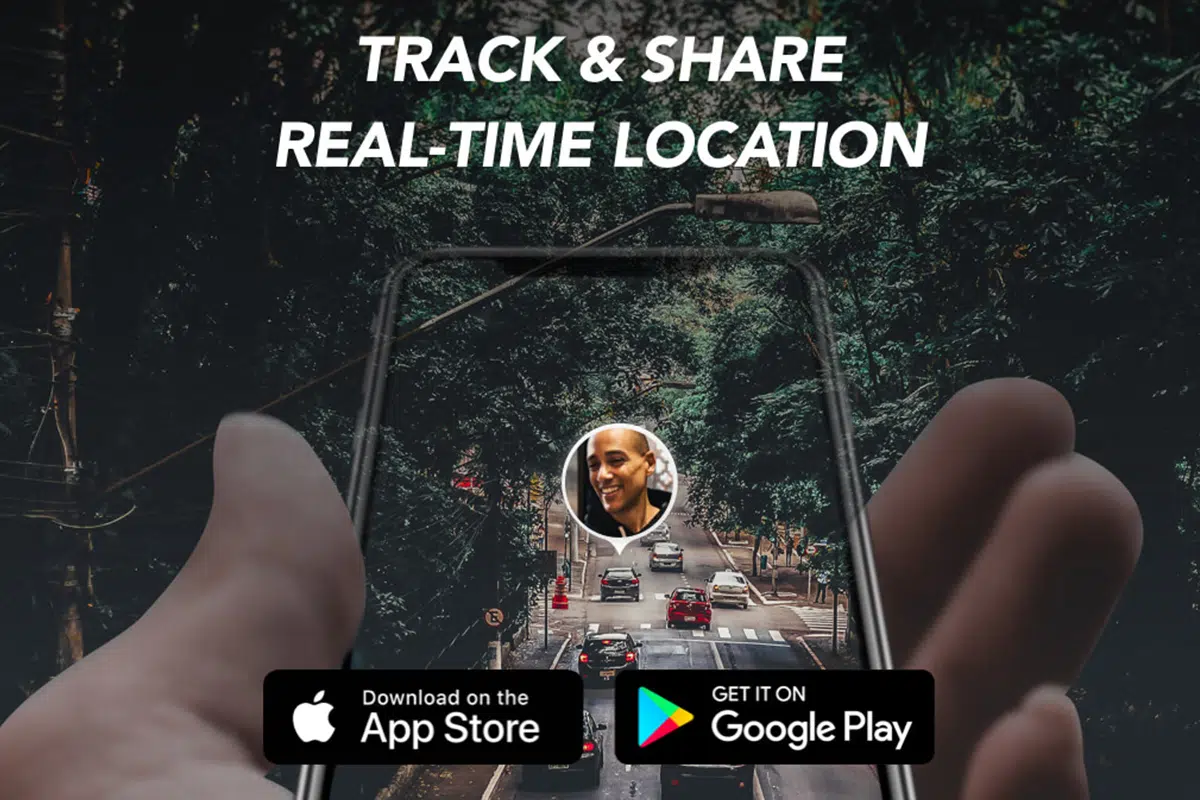 TRACK & SHARE
REAL-TIME LOCATION
Download on the
App Store
GET IT ON
Google Play